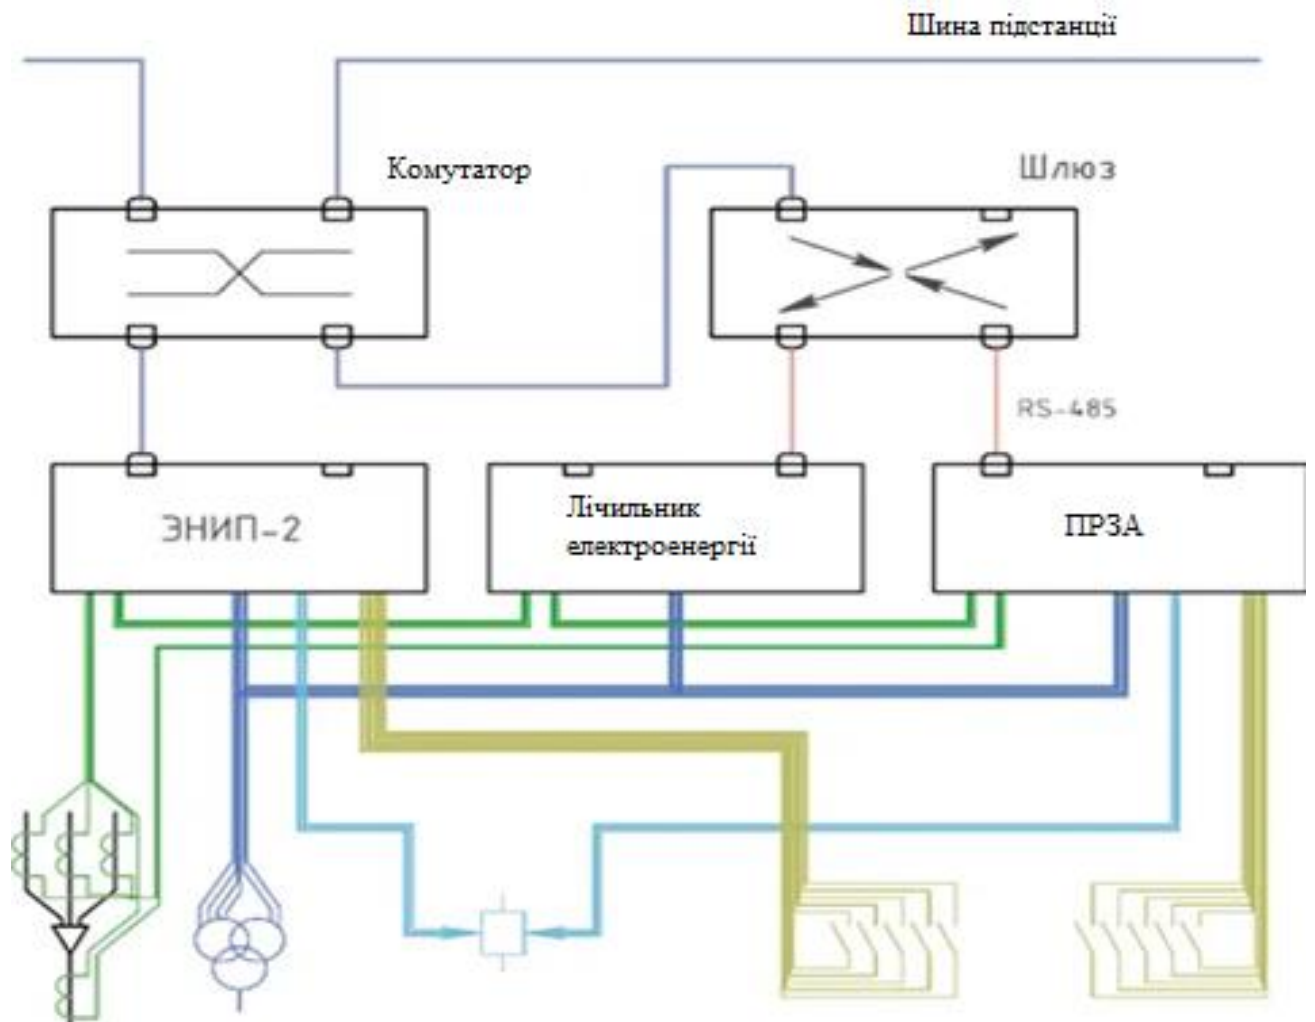 Шина підстанції
Комутатор
Шлюз
RS-485
ЭНИП-2
Лічильник
електроенергії
ПРЗА